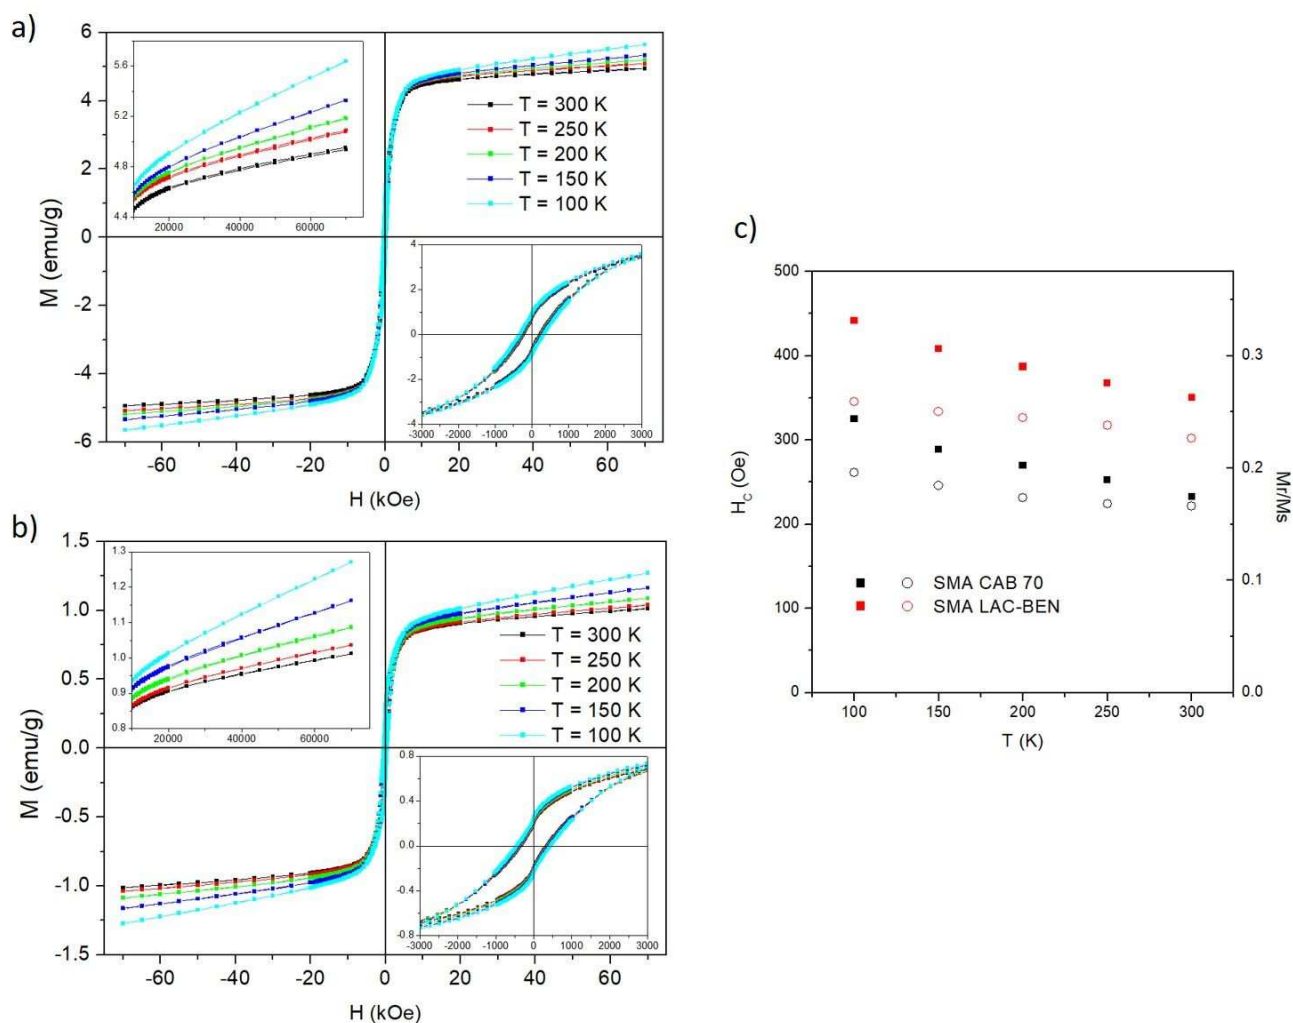 a)
6
4
2
0
-2
-4
-6
M (emu/g)
-60 -40 -20 0 20 40 60
H (kOe)
T = 300 K
T = 250 K
T = 200 K
T = 150 K
T = 100 K
5.6
5.2
4.8
4.4
20000 40000 60000
4
2
0
-2
-4
-3000 -2000 -1000 0 1000 2000 3000
b)
1.5
1.0
0.5
0.0
-0.5
-1.0
-1.5
M (emu/g)
-60 -40 -20 0 20 40 60
H (kOe)
T = 300 K
T = 250 K
T = 200 K
T = 150 K
T = 100 K
1.3
1.2
1.1
1.0
0.9
0.8
20000 40000 60000
0.8
0.4
0.0
-0.4
-0.8
-3000 -2000 -1000 0 1000 2000 3000
c)
500
450
400
350
300
250
200
150
100
50
0
H_C (Oe)
0.3
0.2
0.1
0.0
Mr/Ms
SMA CAB 70
SMA LAC-BEN
100 150 200 250 300
T (K)